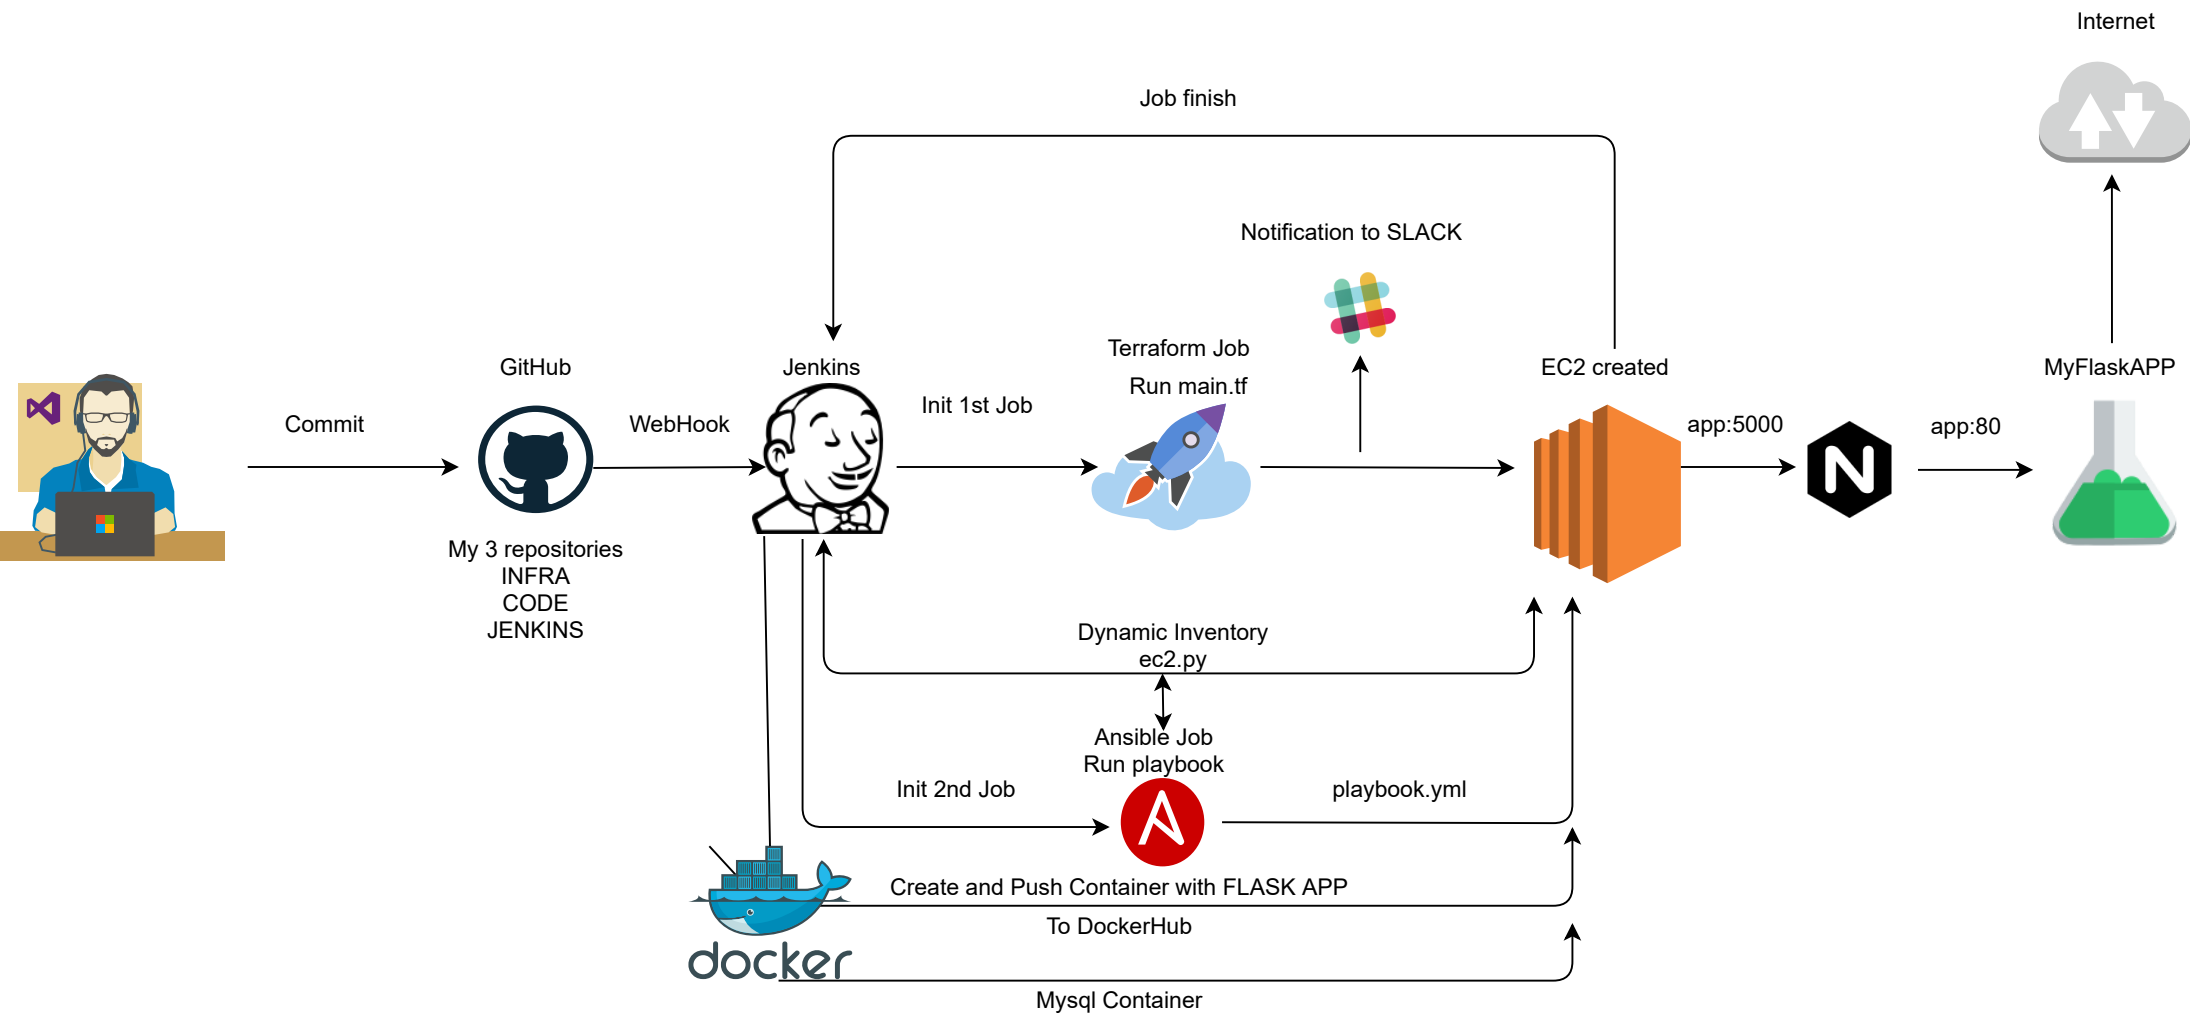 Internet
Job finish
Notification to SLACK
Terraform Job
Run main.tf
GitHub
Jenkins
EC2 created
MyFlaskAPP
Commit
WebHook
Init 1st Job
app:5000
app:80
N
My 3 repositories
INFRA
CODE
JENKINS
Dynamic Inventory
ec2.py
Ansible Job
Run playbook
Init 2nd Job
playbook.yml
Create and Push Container with FLASK APP
To DockerHub
docker
Mysql Container